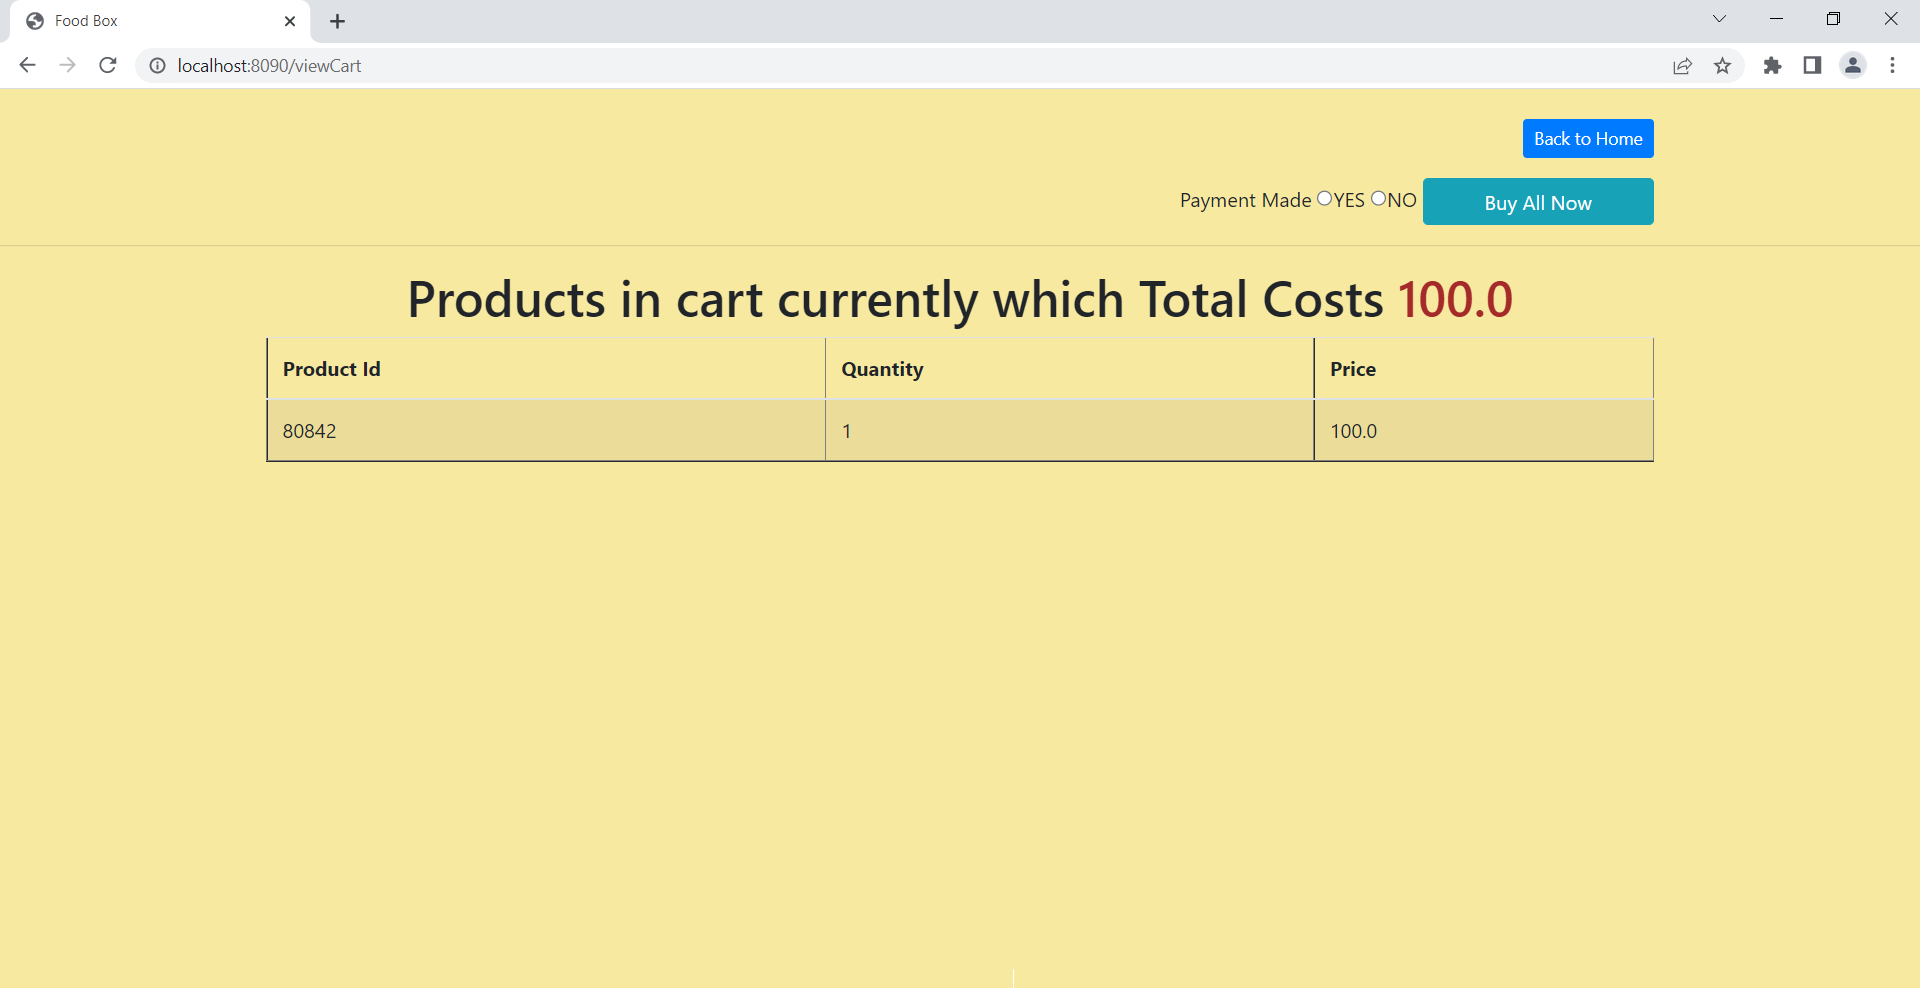 Food Box
localhost:8090/viewCart
Back to Home
Payment Made YES NO Buy All Now
Products in cart currently which Total Costs 100.0
Product Id Quantity Price
80842 1 100.0